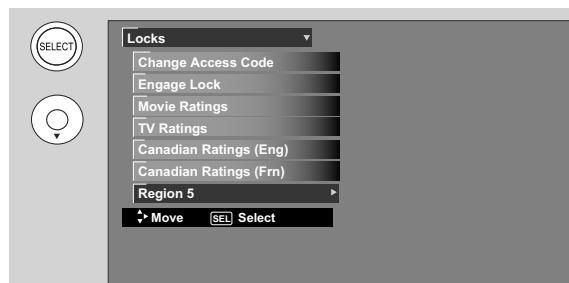 SELECT
Locks
Change Access Code
Engage Lock
Movie Ratings
TV Ratings
Canadian Ratings (Eng)
Canadian Ratings (Frn)
Region 5
Move SEL Select